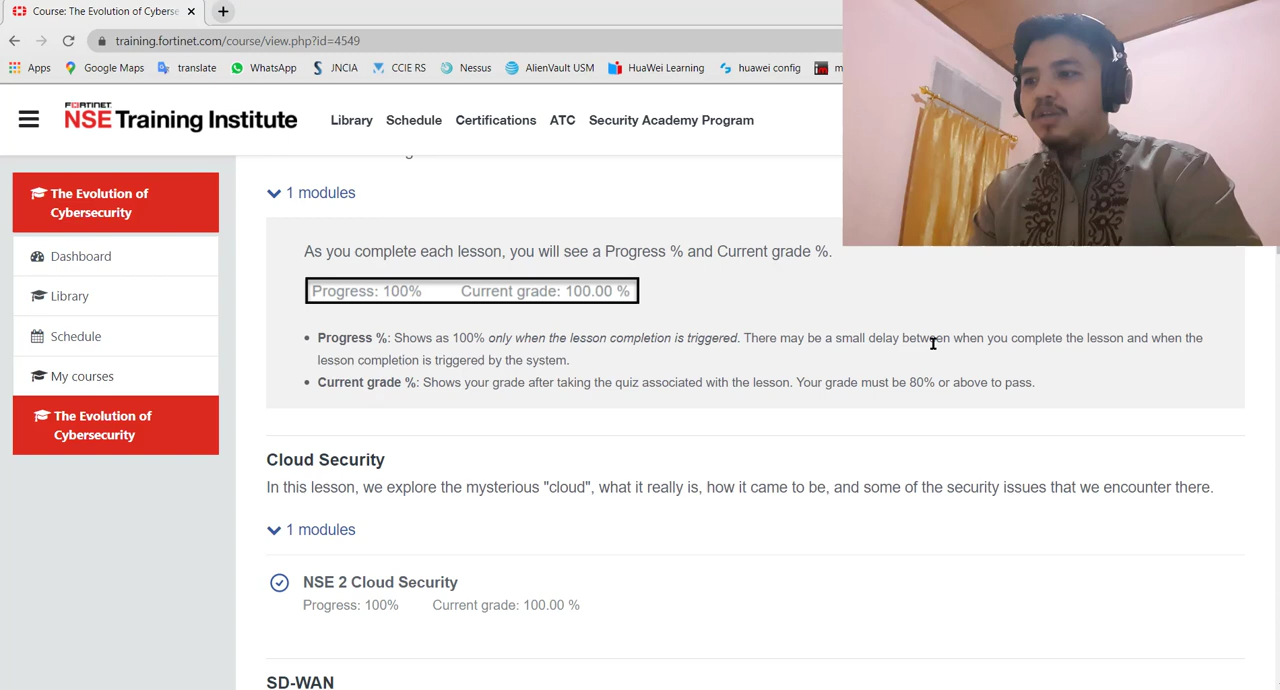 Course: The Evolution of Cyberse
training.fortinet.com/course/view.php?id=4549
Apps Google Maps translate WhatsApp JNCIA CCIE RS Nessus AlienVault USM HuaWei Learning huawei config m
FORTINET
NSE Training Institute
Library Schedule Certifications ATC Security Academy Program
The Evolution of
Cybersecurity
Dashboard
Library
Schedule
My courses
The Evolution of
Cybersecurity
1 modules
As you complete each lesson, you will see a Progress % and Current grade %.
Progress: 100% Current grade: 100.00 %
• Progress %: Shows as 100% only when the lesson completion is triggered. There may be a small delay between when you complete the lesson and when the
lesson completion is triggered by the system.
• Current grade %: Shows your grade after taking the quiz associated with the lesson. Your grade must be 80% or above to pass.
Cloud Security
In this lesson, we explore the mysterious "cloud", what it really is, how it came to be, and some of the security issues that we encounter there.
1 modules
NSE 2 Cloud Security
Progress: 100% Current grade: 100.00 %
SD-WAN